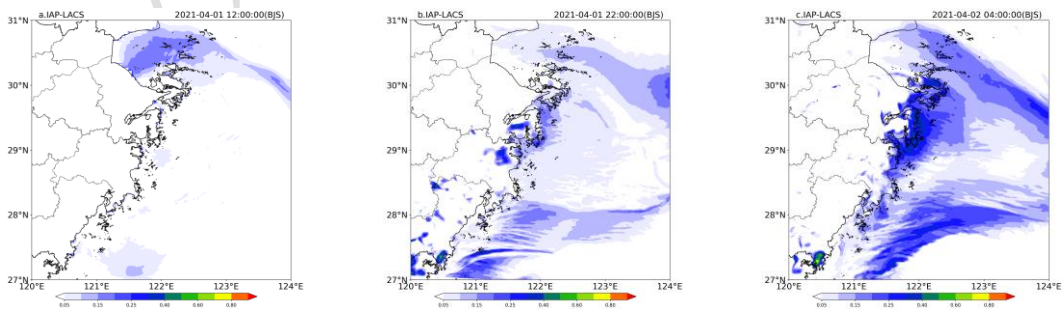 a.IAP-LACS 2021-04-01 12:00:00(BJS)
31°N
30°N
29°N
28°N
27°N
120°E 121°E 122°E 123°E 124°E
0.05 0.15 0.25 0.40 0.60 0.80
b.IAP-LACS 2021-04-01 22:00:00(BJS)
31°N
30°N
29°N
28°N
27°N
120°E 121°E 122°E 123°E 124°E
0.05 0.15 0.25 0.40 0.60 0.80
c.IAP-LACS 2021-04-02 04:00:00(BJS)
31°N
30°N
29°N
28°N
27°N
120°E 121°E 122°E 123°E 124°E
0.05 0.15 0.25 0.40 0.60 0.80